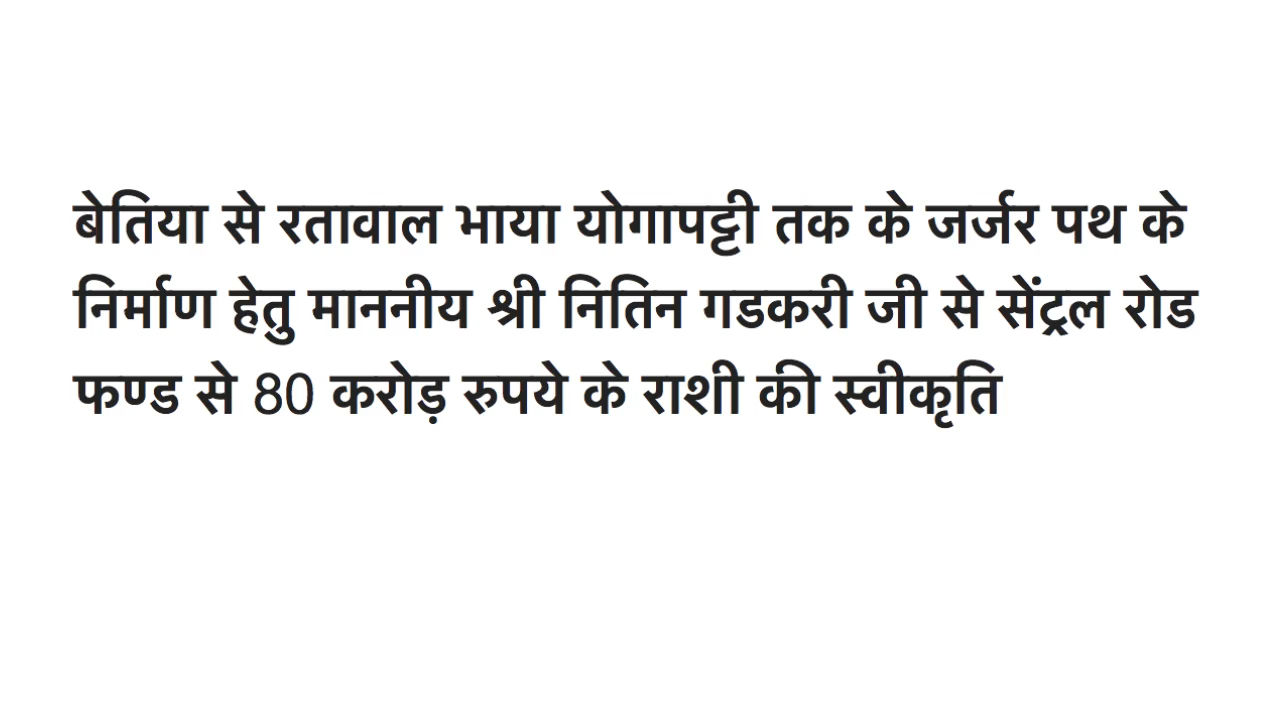 बेतिया से रतावाल भाया योगापट्टी तक के जर्जर पथ के
निर्माण हेतु माननीय श्री नितिन गडकरी जी से सेंट्रल रोड
फण्ड से 80 करोड़ रुपये के राशी की स्वीकृति